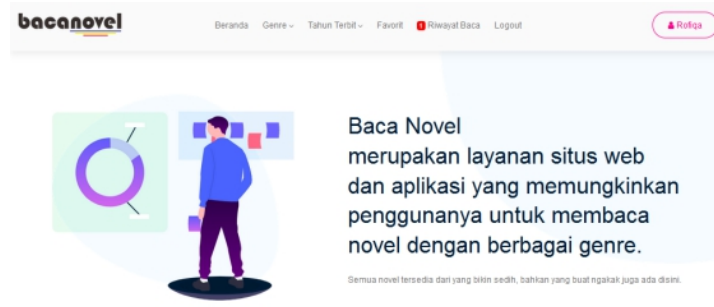 bacanovel
Beranda Genre Tahun Terbit Favorit 1 Riwayat Baca Logout
Rofiqa
Baca Novel
merupakan layanan situs web
dan aplikasi yang memungkinkan
penggunanya untuk membaca
novel dengan berbagai genre.
Semua novel tersedia dari yang bikin sedih, bahkan yang buat ngakak juga ada disini.